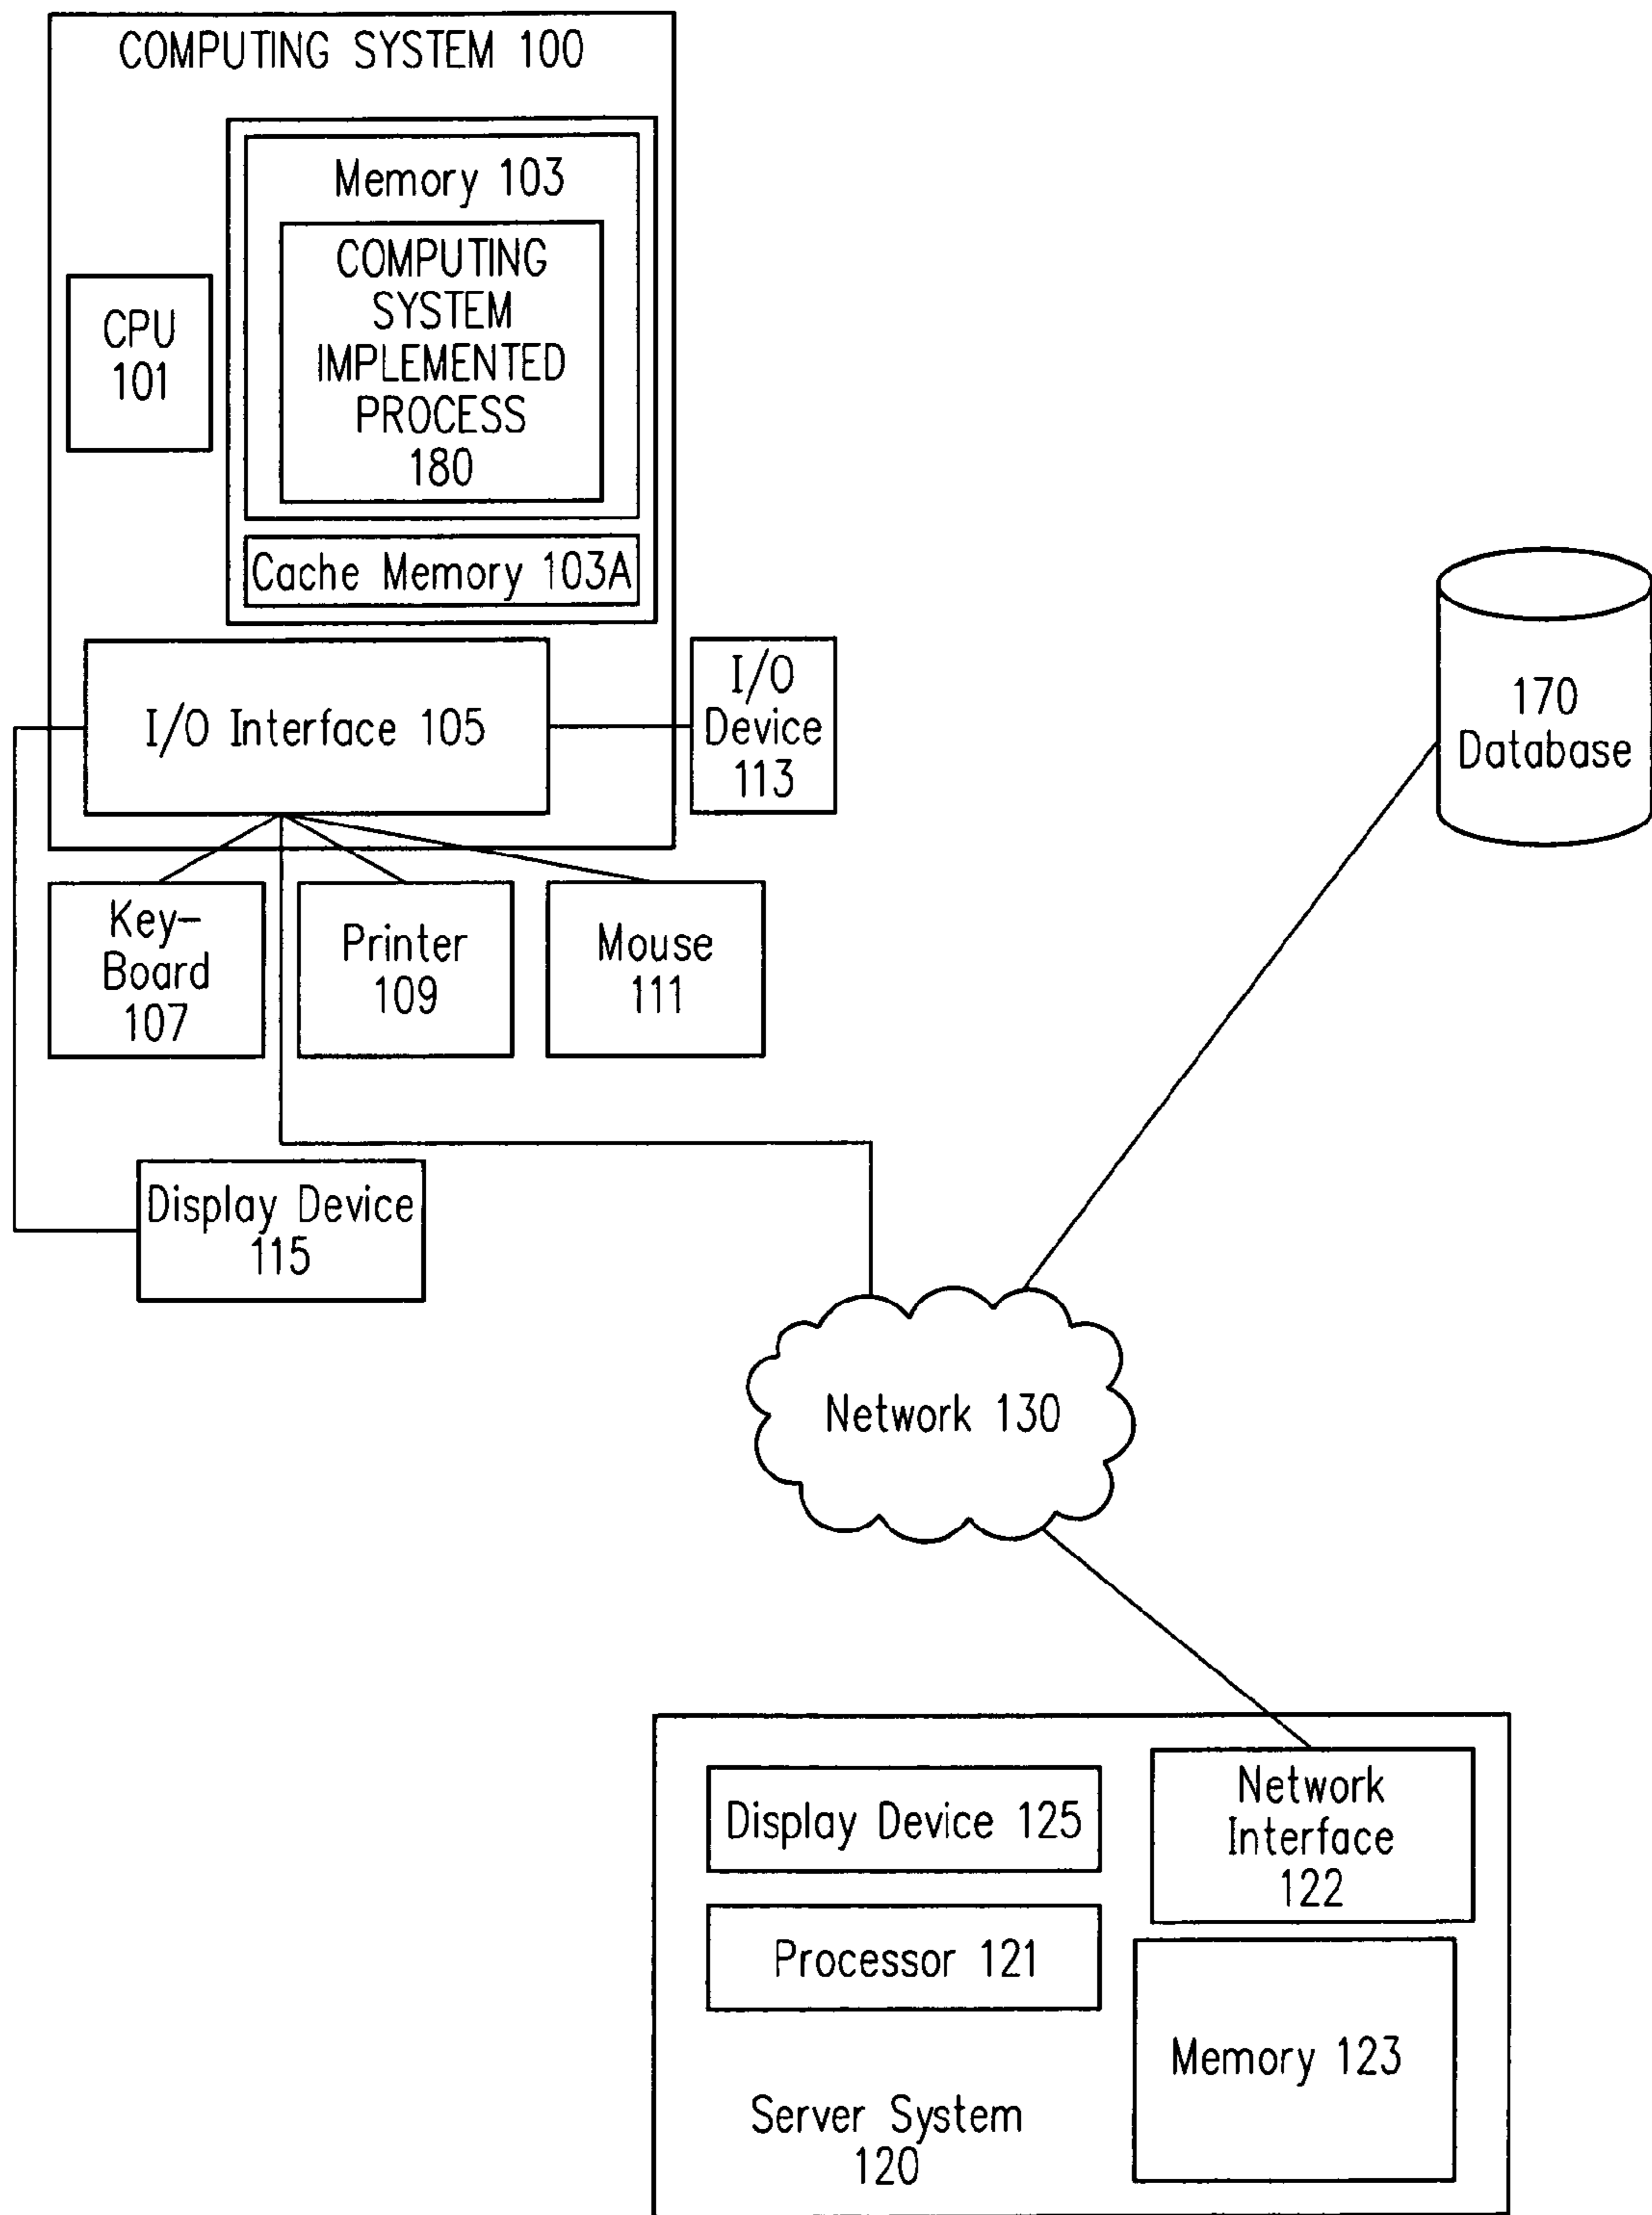 COMPUTING SYSTEM 100
Memory 103
COMPUTING
SYSTEM
IMPLEMENTED
PROCESS
180
CPU
101
Cache Memory 103A
I/O Interface 105
I/O
Device
113
170
Database
Key-
Board
107
Printer
109
Mouse
111
Display Device
115
Network 130
Display Device 125
Network
Interface
122
Processor 121
Memory 123
Server System
120